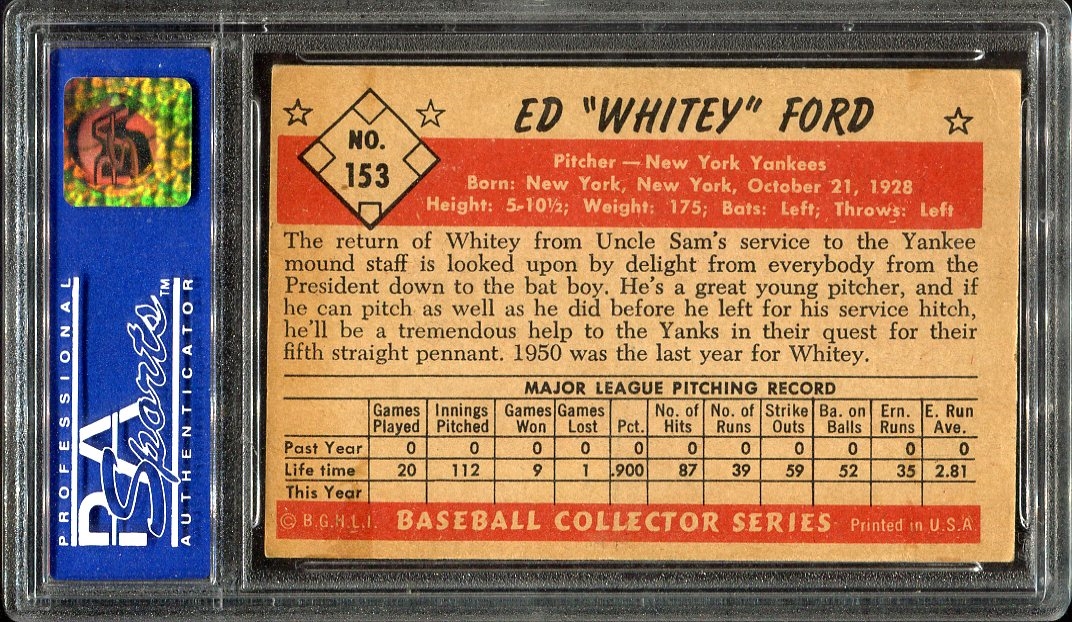 PROFESSIONAL
PSA
Sports™
AUTHENTICATOR
PSA
NO.
153
ED "WHITEY" FORD
Pitcher — New York Yankees
Born: New York, New York, October 21, 1928
Height: 5-10½; Weight: 175; Bats: Left; Throws: Left
The return of Whitey from Uncle Sam's service to the Yankee
mound staff is looked upon by delight from everybody from the
President down to the bat boy. He's a great young pitcher, and if
he can pitch as well as he did before he left for his service hitch,
he'll be a tremendous help to the Yanks in their quest for their
fifth straight pennant. 1950 was the last year for Whitey.
MAJOR LEAGUE PITCHING RECORD
Games Played Innings Pitched Games Won Games Lost Pct. No. of Hits No. of Runs Strike Outs Ba. on Balls Ern. Runs E. Run Ave.
Past Year 0 0 0 0 0 0 0 0 0 0 0
Life time 20 112 9 1 .900 87 39 59 52 35 2.81
This Year
© B.G.H.L.I. BASEBALL COLLECTOR SERIES Printed in U.S.A.